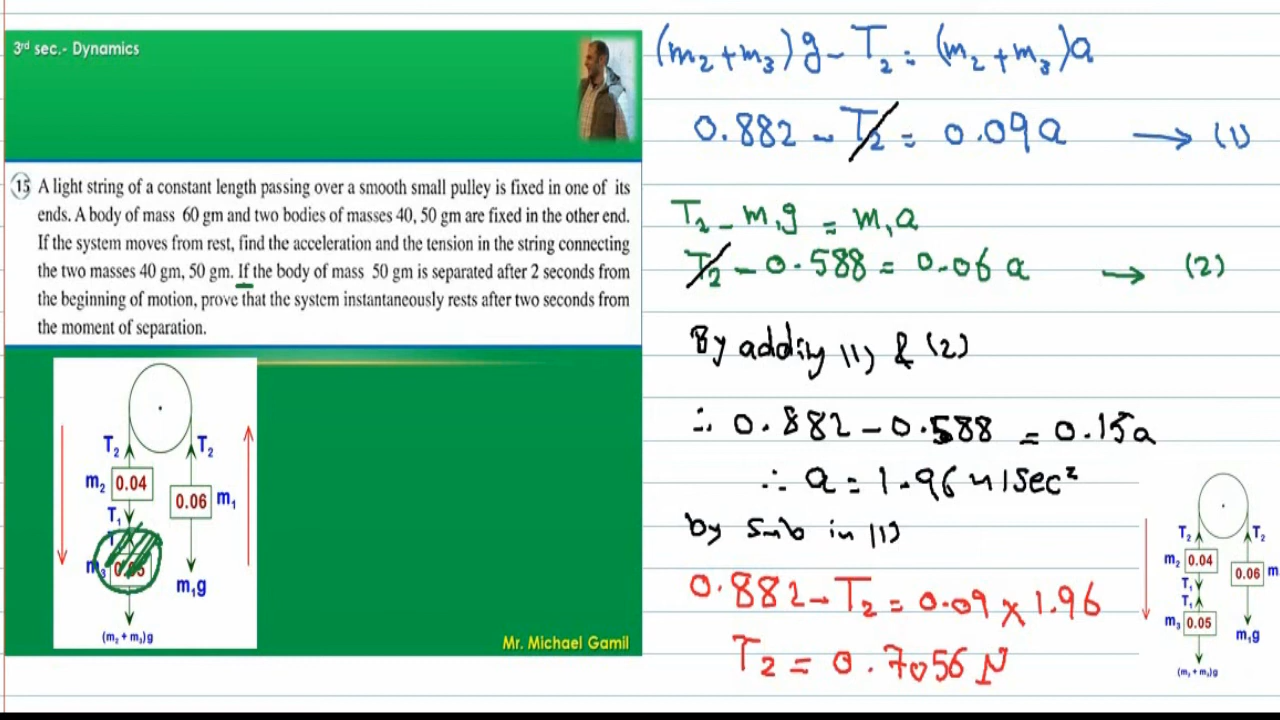 3rd sec.- Dynamics
15 A light string of a constant length passing over a smooth small pulley is fixed in one of its
ends. A body of mass 60 gm and two bodies of masses 40, 50 gm are fixed in the other end.
If the system moves from rest, find the acceleration and the tension in the string connecting
the two masses 40 gm, 50 gm. If the body of mass 50 gm is separated after 2 seconds from
the beginning of motion, prove that the system instantaneously rests after two seconds from
the moment of separation.
T₂ T₂
m₂ 0.04
0.06 m₁
T₁
m₁g
(m₂ + m₃)g
Mr. Michael Gamil
(m₂+m₃)g - T₂ = (m₂+m₃)a
0.882 - T₂ = 0.09a → (1)
T₂ - m₁g = m₁a
T₂ - 0.588 = 0.06a → (2)
By adding (1) & (2)
∴ 0.882 - 0.588 = 0.15a
∴ a = 1.96 m/sec²
by sub in (1)
0.882 - T₂ = 0.09 × 1.96
T₂ = 0.7056 N
T₂ T₂
m₂ 0.04
0.06 m
T₁
T₁
m₃ 0.05
m₁g
(m₂ + m₃)g